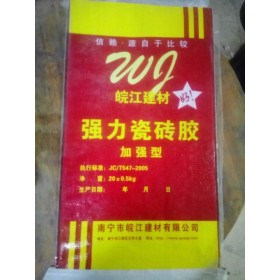 信赖·源自于比较
WJ
皖江建材
好!
强力瓷砖胶
加强型
执行标准：JC/T547-2005
净 重：20±0.5kg
生产日期： 年 月 日
南宁市皖江建材有限公司